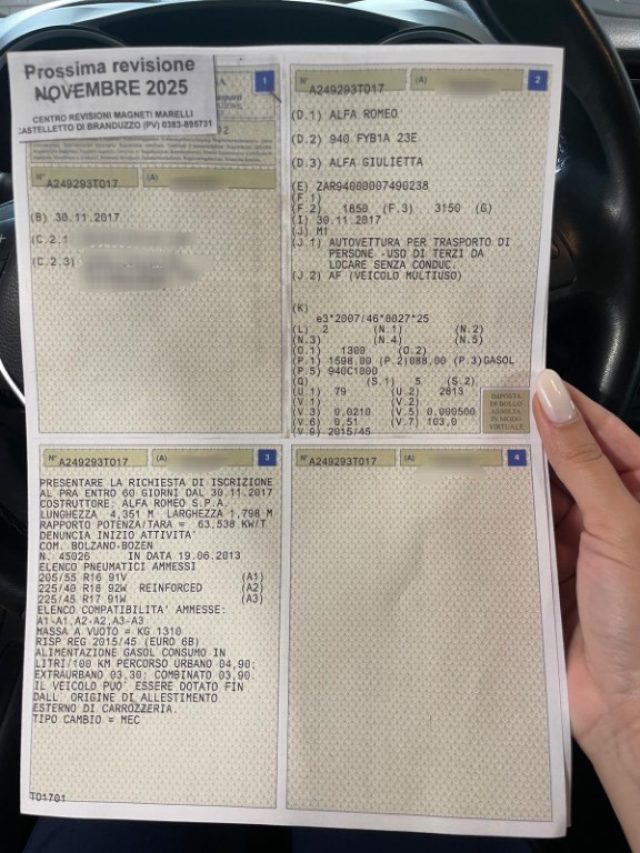 Prossima revisione
NOVEMBRE 2025
CENTRO REVISIONI MAGNETI MARELLI
CASTELLETTO DI BRANDUZZO (PV) 0383-895731
1
N° A249293T017 (A)
(B) 30.11.2017
(C.2.1
(C.2.3)
N° A249293T017 (A) 2
(D.1) ALFA ROMEO
(D.2) 940 FYB1A 23E
(D.3) ALFA GIULIETTA
(E) ZAR94000007490238
(F.1)
(F.2) 1850 (F.3) 3150 (G)
(I) 30.11.2017
(J) M1
(J.1) AUTOVETTURA PER TRASPORTO DI
PERSONE -USO DI TERZI DA
LOCARE SENZA CONDUC.
(J.2) AF (VEICOLO MULTIUSO)
(K)
e3*2007/46*0027*25
(L) 2 (N.1) (N.2)
(N.3) (N.4) (N.5)
(O.1) 1300 (O.2)
(P.1) 1598,00 (P.2)088,00 (P.3)GASOL
(P.5) 940C1000
(Q) (S.1) 5 (S.2)
(U.1) 79 (U.2) 2813
(V.1) (V.2)
(V.3) 0,0210 (V.5) 0,000500
(V.6) 0,51 (V.7) 103,0
(V.9) 2015/45
IMPOSTA
DI BOLLO
ASSOLTA
IN MODO
VIRTUALE
N° A249293T017 (A) 3
PRESENTARE LA RICHIESTA DI ISCRIZIONE
AL PRA ENTRO 60 GIORNI DAL 30.11.2017
COSTRUTTORE: ALFA ROMEO S.P.A.
LUNGHEZZA 4,351 M LARGHEZZA 1,798 M
RAPPORTO POTENZA/TARA = 63,538 KW/T
DENUNCIA INIZIO ATTIVITA'
COM. BOLZANO-BOZEN
N. 45026 IN DATA 19.06.2013
ELENCO PNEUMATICI AMMESSI
205/55 R16 91V (A1)
225/40 R18 92W REINFORCED (A2)
225/45 R17 91W (A3)
ELENCO COMPATIBILITA' AMMESSE:
A1-A1,A2-A2,A3-A3
MASSA A VUOTO = KG 1310
RISP REG 2015/45 (EURO 6B)
ALIMENTAZIONE GASOL CONSUMO IN
LITRI/100 KM PERCORSO URBANO 04,90;
EXTRAURBANO 03,30; COMBINATO 03,90.
IL VEICOLO PUO' ESSERE DOTATO FIN
DALL' ORIGINE DI ALLESTIMENTO
ESTERNO DI CARROZZERIA.
TIPO CAMBIO = MEC
T01701
N° A249293T017 (A) 4